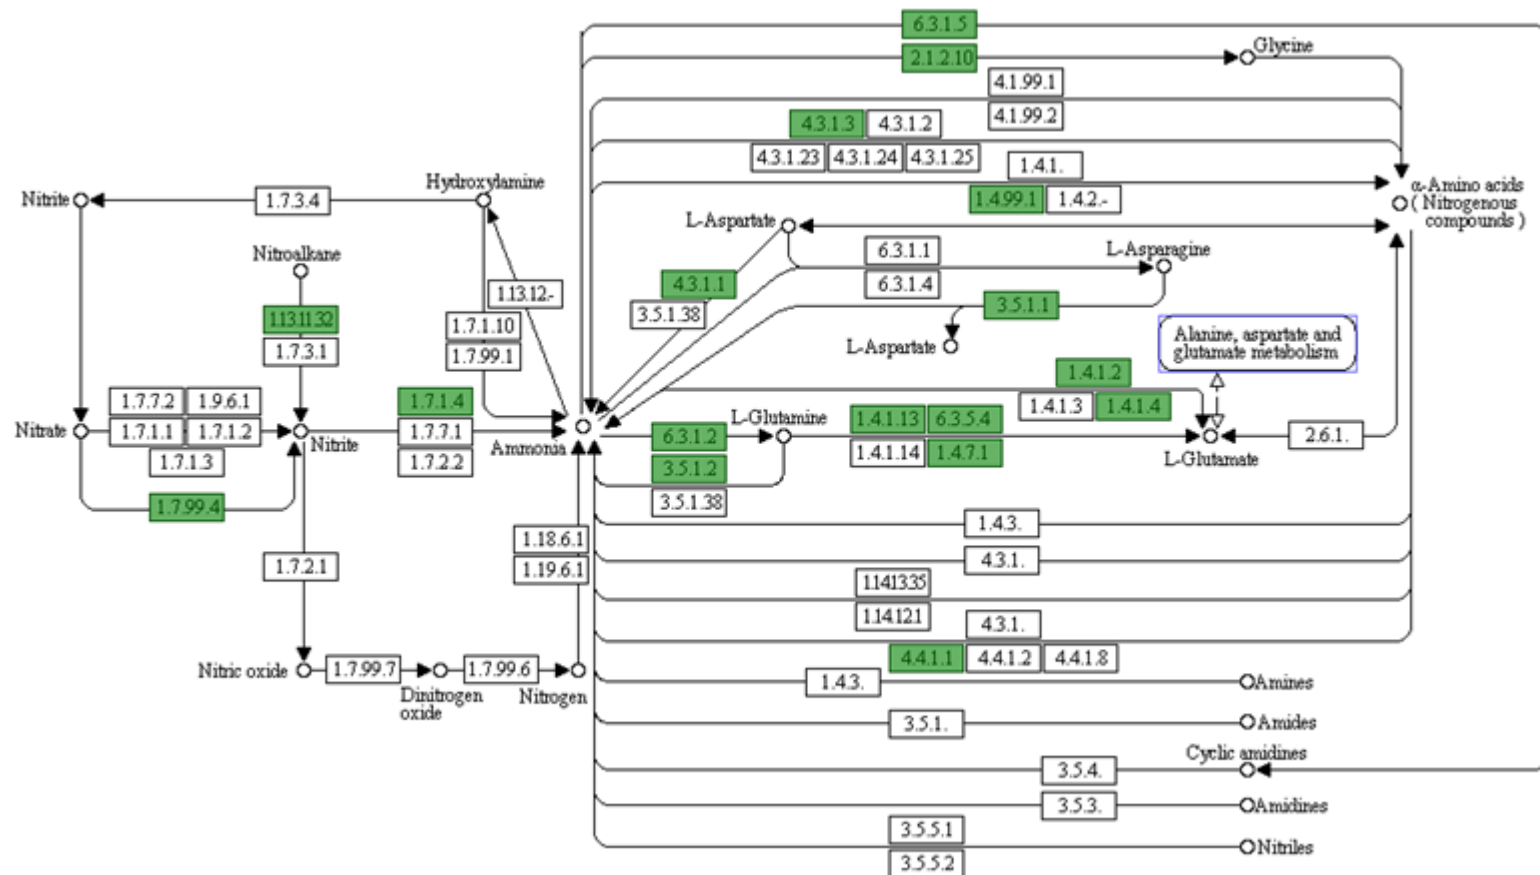 6.3.1.5
2.1.2.10
Glycine
4.1.99.1
4.1.99.2
4.3.1.3 4.3.1.2
4.3.1.23 4.3.1.24 4.3.1.25
1.4.1.
1.4.99.1 1.4.2.-
α-Amino acids
( Nitrogenous
compounds )
Nitrite
1.7.3.4
Hydroxylamine
L-Aspartate
6.3.1.1
6.3.1.4
L-Asparagine
Nitroalkane
1.13.11.32
1.7.3.1
1.13.12.-
1.7.1.10
1.7.99.1
4.3.1.1
3.5.1.38
3.5.1.1
L-Aspartate
Alanine, aspartate and
glutamate metabolism
1.4.1.2
1.4.1.3 1.4.1.4
1.7.7.2 1.9.6.1
1.7.1.1 1.7.1.2
1.7.1.3
1.7.99.4
Nitrate
Nitrite
1.7.1.4
1.7.7.1
1.7.2.2
Ammonia
6.3.1.2
3.5.1.2
3.5.1.38
L-Glutamine
1.4.1.13 6.3.5.4
1.4.1.14 1.4.7.1
L-Glutamate
2.6.1.
1.7.2.1
1.18.6.1
1.19.6.1
1.4.3.
4.3.1.
1.14.13.35
1.14.12.1
4.3.1.
4.4.1.1 4.4.1.2 4.4.1.8
Nitric oxide
1.7.99.7
Dinitrogen
oxide
1.7.99.6
Nitrogen
1.4.3.
Amines
3.5.1.
Amides
Cyclic amidines
3.5.4.
3.5.3.
Amidines
3.5.5.1
3.5.5.2
Nitriles